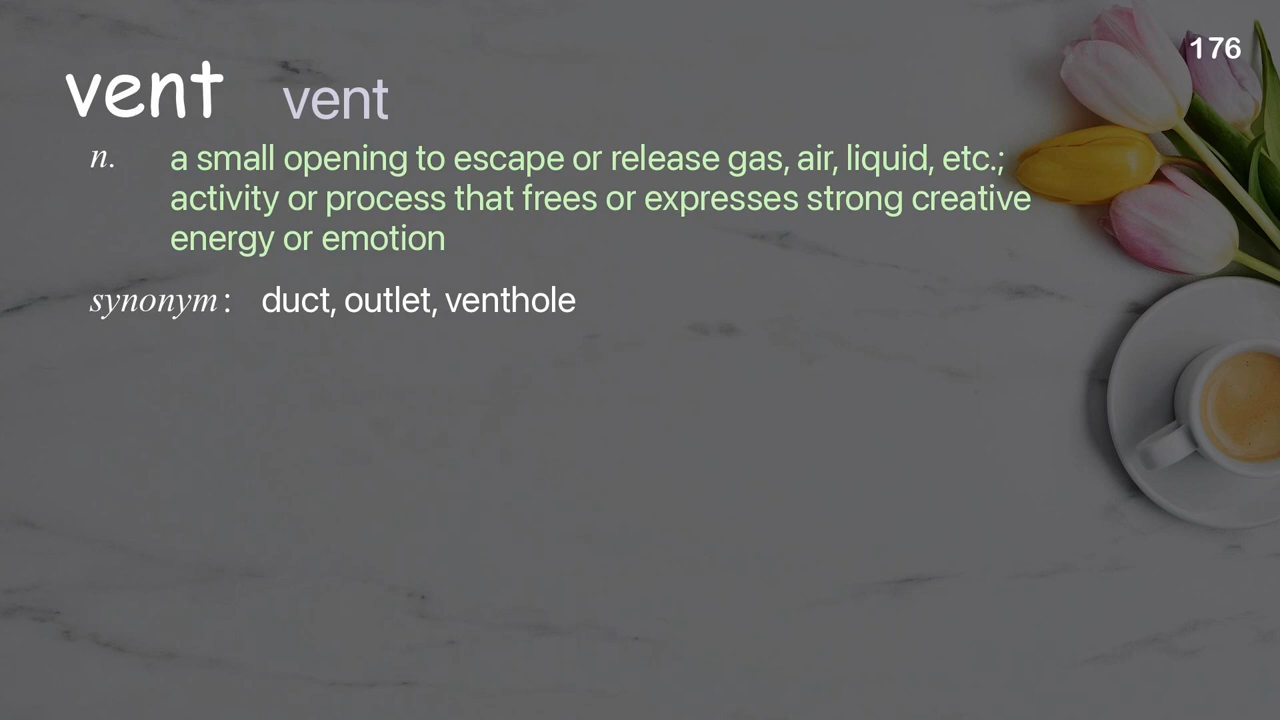 176
vent vent
n. a small opening to escape or release gas, air, liquid, etc.;
activity or process that frees or expresses strong creative
energy or emotion
synonym: duct, outlet, venthole